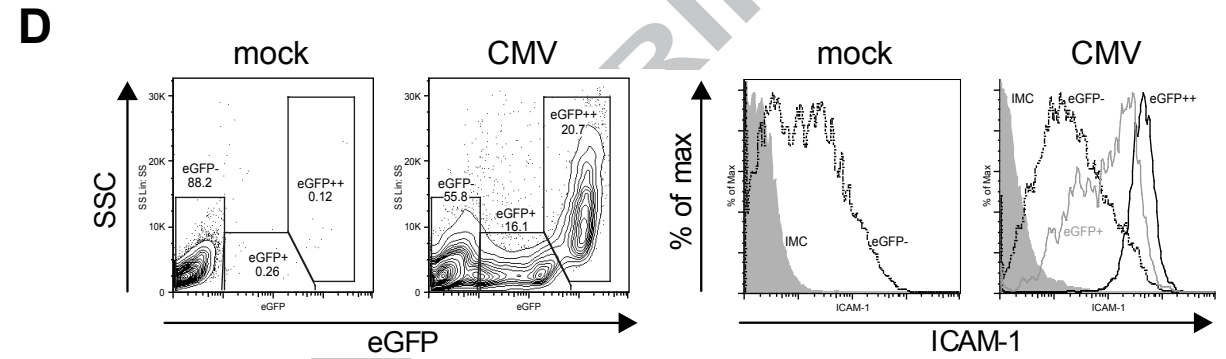 D
mock
CMV
mock
CMV
SSC
SS Lin: SS
30K
20K
10K
0
eGFP-
88.2
eGFP++
0.12
eGFP+
0.26
eGFP
SS Lin: SS
30K
20K
10K
0
eGFP++
20.7
eGFP-
55.8
eGFP+
16.1
eGFP
eGFP
% of max
% of Max
IMC
eGFP-
ICAM-1
% of Max
IMC
eGFP-
eGFP++
eGFP+
ICAM-1
ICAM-1